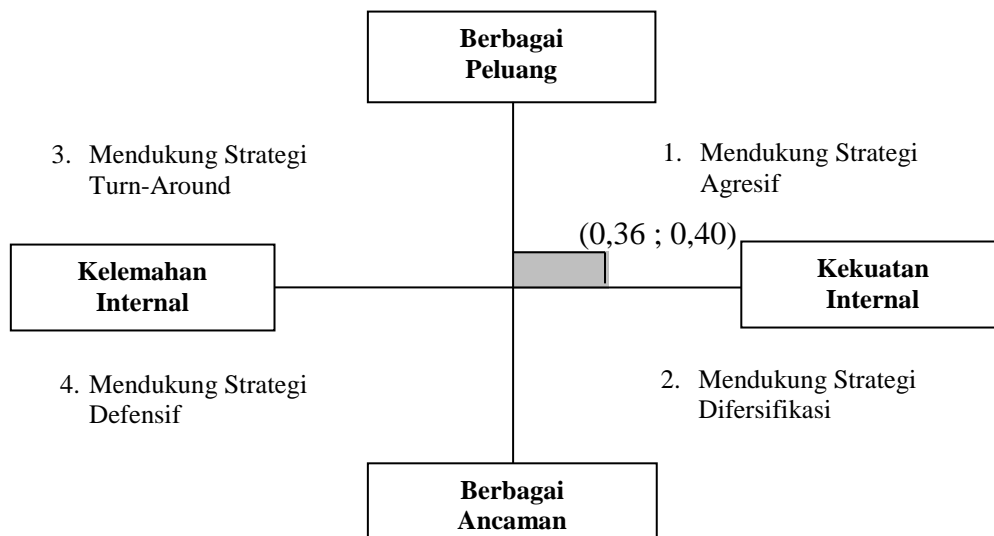 Berbagai
Peluang
3. Mendukung Strategi
Turn-Around
1. Mendukung Strategi
Agresif
(0,36 ; 0,40)
Kelemahan
Internal
Kekuatan
Internal
4. Mendukung Strategi
Defensif
2. Mendukung Strategi
Difersifikasi
Berbagai
Ancaman